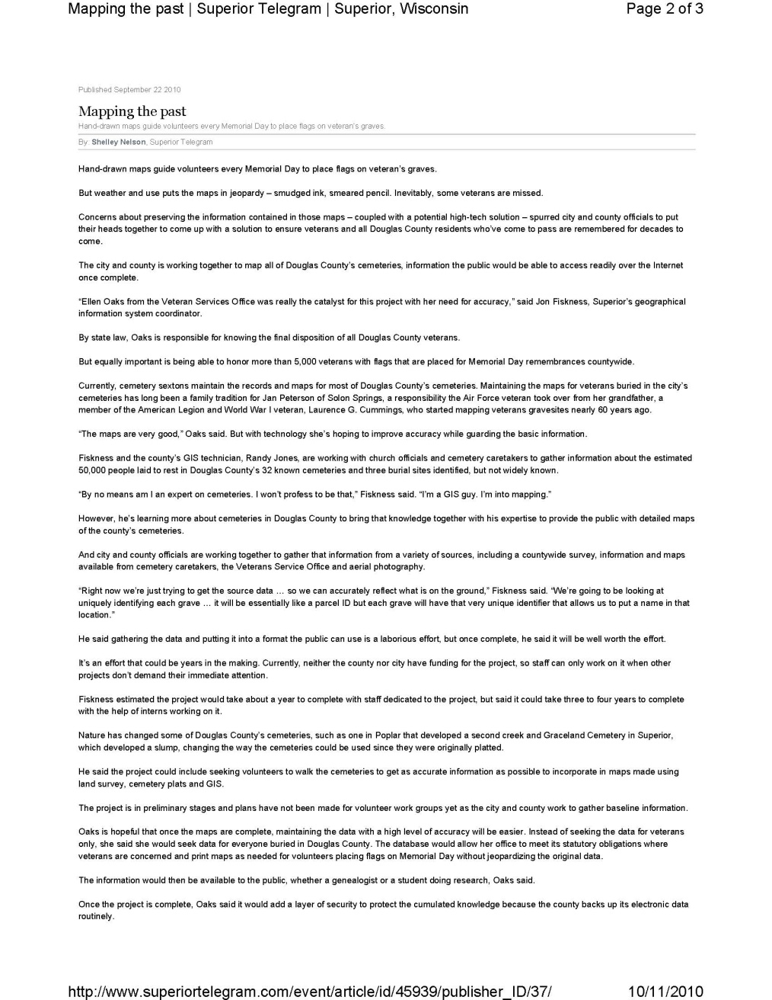 Mapping the past | Superior Telegram | Superior, Wisconsin Page 2 of 3
Published September 22 2010
Mapping the past
Hand-drawn maps guide volunteers every Memorial Day to place flags on veteran's graves.
By Shelley Nelson, Superior Telegram
Hand-drawn maps guide volunteers every Memorial Day to place flags on veteran's graves.
But weather and use puts the maps in jeopardy – smudged ink, smeared pencil. Inevitably, some veterans are missed.
Concerns about preserving the information contained in those maps – coupled with a potential high-tech solution – spurred city and county officials to put
their heads together to come up with a solution to ensure veterans and all Douglas County residents who've come to pass are remembered for decades to
come.
The city and county is working together to map all of Douglas County's cemeteries, information the public would be able to access readily over the Internet
once complete.
“Ellen Oaks from the Veteran Services Office was really the catalyst for this project with her need for accuracy,” said Jon Fiskness, Superior's geographical
information system coordinator.
By state law, Oaks is responsible for knowing the final disposition of all Douglas County veterans.
But equally important is being able to honor more than 5,000 veterans with flags that are placed for Memorial Day remembrances countywide.
Currently, cemetery sextons maintain the records and maps for most of Douglas County's cemeteries. Maintaining the maps for veterans buried in the city's
cemeteries has long been a family tradition for Jan Peterson of Solon Springs, a responsibility the Air Force veteran took over from her grandfather, a
member of the American Legion and World War I veteran, Laurence G. Cummings, who started mapping veterans gravesites nearly 60 years ago.
“The maps are very good,” Oaks said. But with technology she's hoping to improve accuracy while guarding the basic information.
Fiskness and the county's GIS technician, Randy Jones, are working with church officials and cemetery caretakers to gather information about the estimated
50,000 people laid to rest in Douglas County's 32 known cemeteries and three burial sites identified, but not widely known.
“By no means am I an expert on cemeteries. I won't profess to be that,” Fiskness said. “I'm a GIS guy. I'm into mapping.”
However, he's learning more about cemeteries in Douglas County to bring that knowledge together with his expertise to provide the public with detailed maps
of the county's cemeteries.
And city and county officials are working together to gather that information from a variety of sources, including a countywide survey, information and maps
available from cemetery caretakers, the Veterans Service Office and aerial photography.
“Right now we're just trying to get the source data … so we can accurately reflect what is on the ground,” Fiskness said. “We're going to be looking at
uniquely identifying each grave … it will be essentially like a parcel ID but each grave will have that very unique identifier that allows us to put a name in that
location.”
He said gathering the data and putting it into a format the public can use is a laborious effort, but once complete, he said it will be well worth the effort.
It's an effort that could be years in the making. Currently, neither the county nor city have funding for the project, so staff can only work on it when other
projects don't demand their immediate attention.
Fiskness estimated the project would take about a year to complete with staff dedicated to the project, but said it could take three to four years to complete
with the help of interns working on it.
Nature has changed some of Douglas County's cemeteries, such as one in Poplar that developed a second creek and Graceland Cemetery in Superior,
which developed a slump, changing the way the cemeteries could be used since they were originally platted.
He said the project could include seeking volunteers to walk the cemeteries to get as accurate information as possible to incorporate in maps made using
land survey, cemetery plats and GIS.
The project is in preliminary stages and plans have not been made for volunteer work groups yet as the city and county work to gather baseline information.
Oaks is hopeful that once the maps are complete, maintaining the data with a high level of accuracy will be easier. Instead of seeking the data for veterans
only, she said she would seek data for everyone buried in Douglas County. The database would allow her office to meet its statutory obligations where
veterans are concerned and print maps as needed for volunteers placing flags on Memorial Day without jeopardizing the original data.
The information would then be available to the public, whether a genealogist or a student doing research, Oaks said.
Once the project is complete, Oaks said it would add a layer of security to protect the cumulated knowledge because the county backs up its electronic data
routinely.
http://www.superiortelegram.com/event/article/id/45939/publisher_ID/37/ 10/11/2010